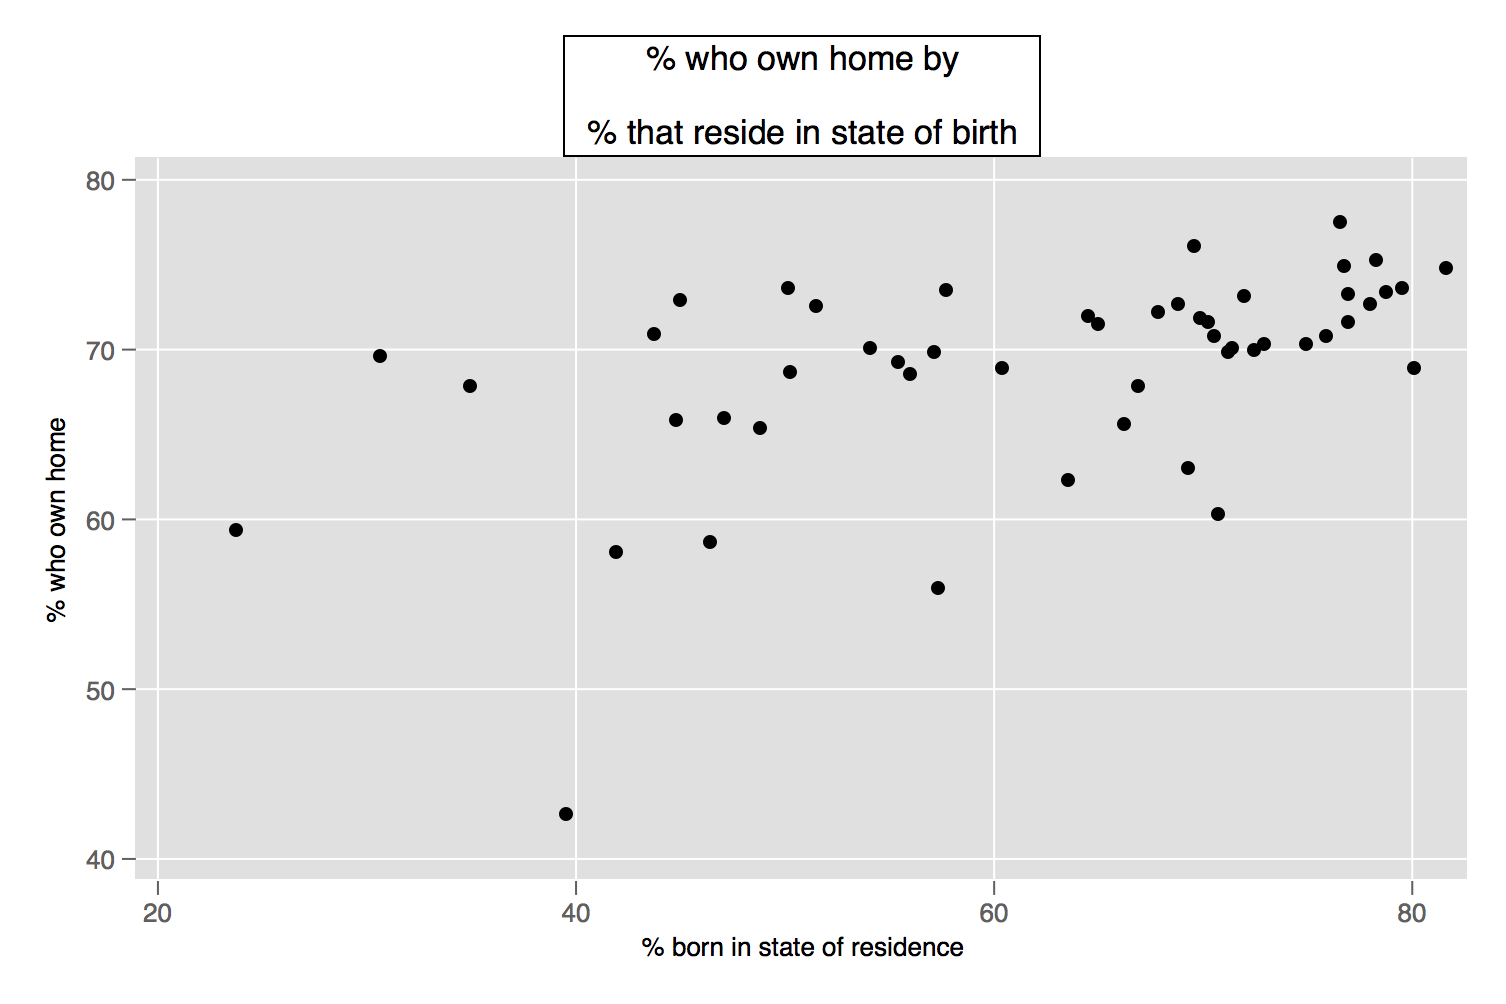 % who own home by
% that reside in state of birth
80
70
60
50
40
% who own home
20 40 60 80
% born in state of residence